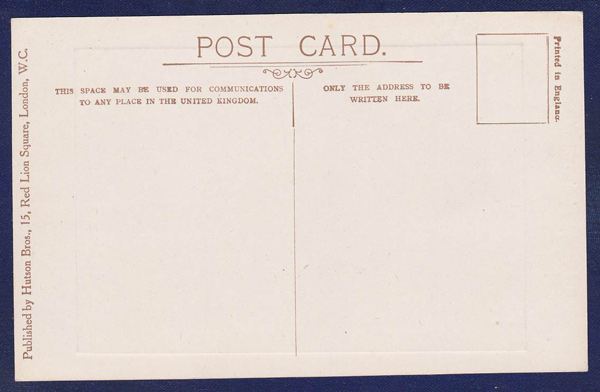 POST CARD.
THIS SPACE MAY BE USED FOR COMMUNICATIONS
TO ANY PLACE IN THE UNITED KINGDOM.
ONLY THE ADDRESS TO BE
WRITTEN HERE.
Printed in England.
Published by Hutson Bros., 15, Red Lion Square, London, W.C.